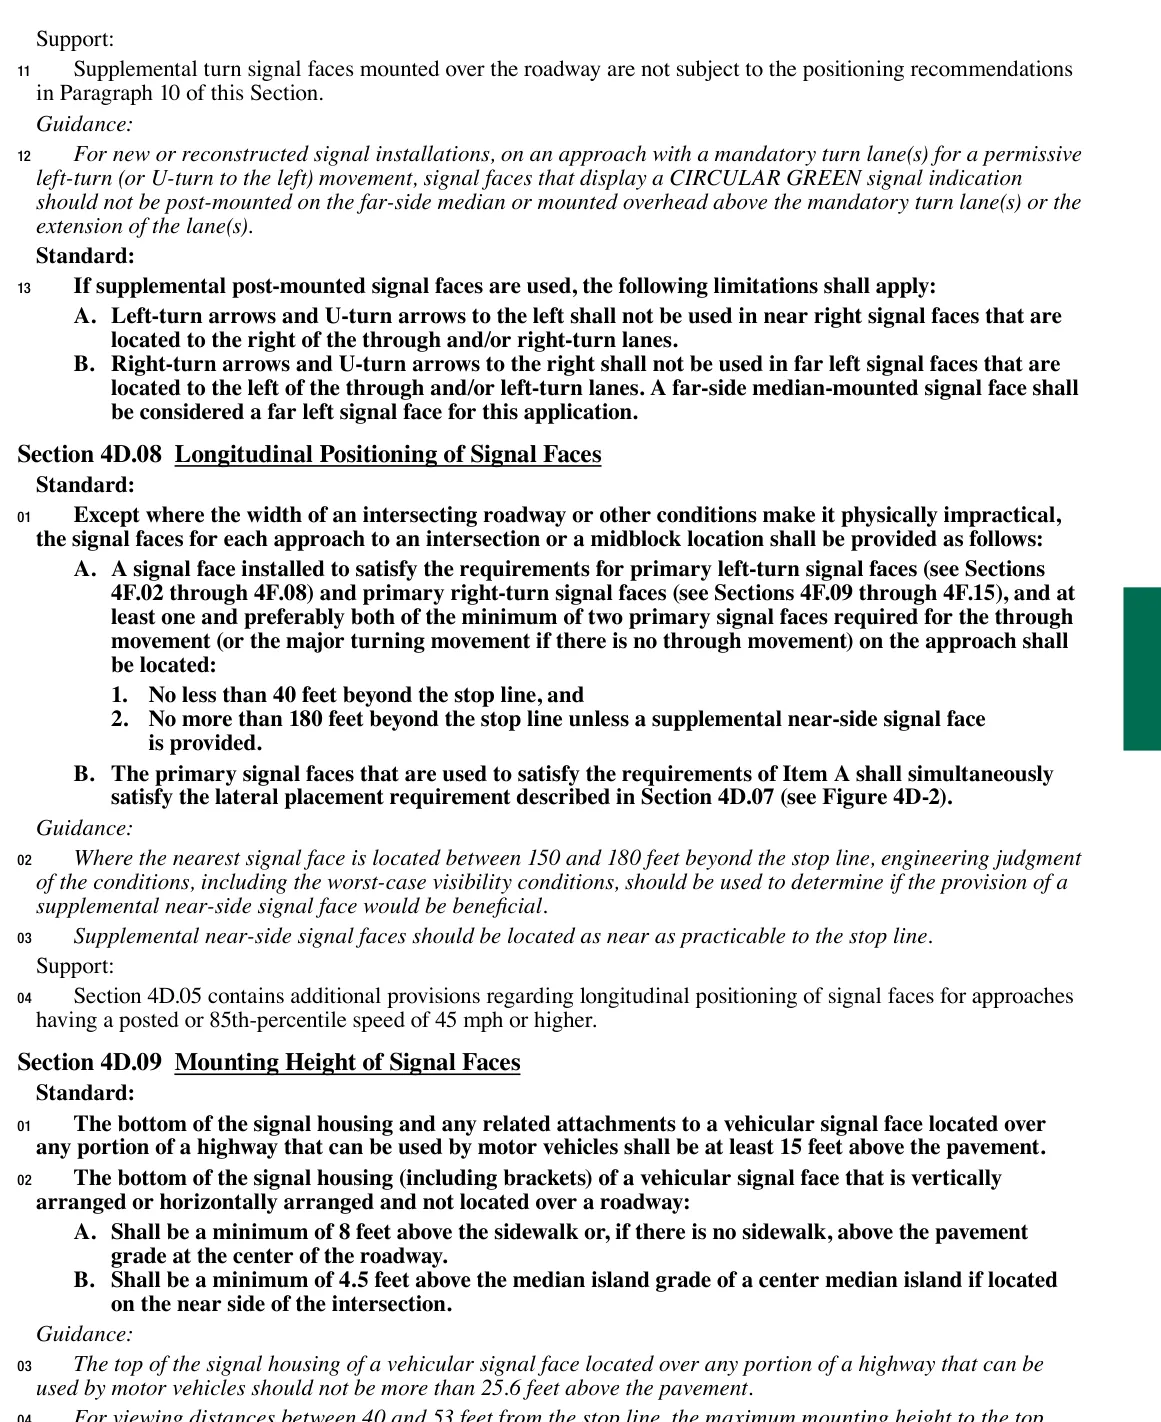 Support:
11 Supplemental turn signal faces mounted over the roadway are not subject to the positioning recommendations
in Paragraph 10 of this Section.
Guidance:
12 For new or reconstructed signal installations, on an approach with a mandatory turn lane(s) for a permissive
left-turn (or U-turn to the left) movement, signal faces that display a CIRCULAR GREEN signal indication
should not be post-mounted on the far-side median or mounted overhead above the mandatory turn lane(s) or the
extension of the lane(s).
Standard:
13 If supplemental post-mounted signal faces are used, the following limitations shall apply:
A. Left-turn arrows and U-turn arrows to the left shall not be used in near right signal faces that are
located to the right of the through and/or right-turn lanes.
B. Right-turn arrows and U-turn arrows to the right shall not be used in far left signal faces that are
located to the left of the through and/or left-turn lanes. A far-side median-mounted signal face shall
be considered a far left signal face for this application.
Section 4D.08 Longitudinal Positioning of Signal Faces
Standard:
01 Except where the width of an intersecting roadway or other conditions make it physically impractical,
the signal faces for each approach to an intersection or a midblock location shall be provided as follows:
A. A signal face installed to satisfy the requirements for primary left-turn signal faces (see Sections
4F.02 through 4F.08) and primary right-turn signal faces (see Sections 4F.09 through 4F.15), and at
least one and preferably both of the minimum of two primary signal faces required for the through
movement (or the major turning movement if there is no through movement) on the approach shall
be located:
1. No less than 40 feet beyond the stop line, and
2. No more than 180 feet beyond the stop line unless a supplemental near-side signal face
is provided.
B. The primary signal faces that are used to satisfy the requirements of Item A shall simultaneously
satisfy the lateral placement requirement described in Section 4D.07 (see Figure 4D-2).
Guidance:
02 Where the nearest signal face is located between 150 and 180 feet beyond the stop line, engineering judgment
of the conditions, including the worst-case visibility conditions, should be used to determine if the provision of a
supplemental near-side signal face would be beneficial.
03 Supplemental near-side signal faces should be located as near as practicable to the stop line.
Support:
04 Section 4D.05 contains additional provisions regarding longitudinal positioning of signal faces for approaches
having a posted or 85th-percentile speed of 45 mph or higher.
Section 4D.09 Mounting Height of Signal Faces
Standard:
01 The bottom of the signal housing and any related attachments to a vehicular signal face located over
any portion of a highway that can be used by motor vehicles shall be at least 15 feet above the pavement.
02 The bottom of the signal housing (including brackets) of a vehicular signal face that is vertically
arranged or horizontally arranged and not located over a roadway:
A. Shall be a minimum of 8 feet above the sidewalk or, if there is no sidewalk, above the pavement
grade at the center of the roadway.
B. Shall be a minimum of 4.5 feet above the median island grade of a center median island if located
on the near side of the intersection.
Guidance:
03 The top of the signal housing of a vehicular signal face located over any portion of a highway that can be
used by motor vehicles should not be more than 25.6 feet above the pavement.
04 For viewing distances between 40 and 53 feet from the stop line, the maximum mounting height to the top